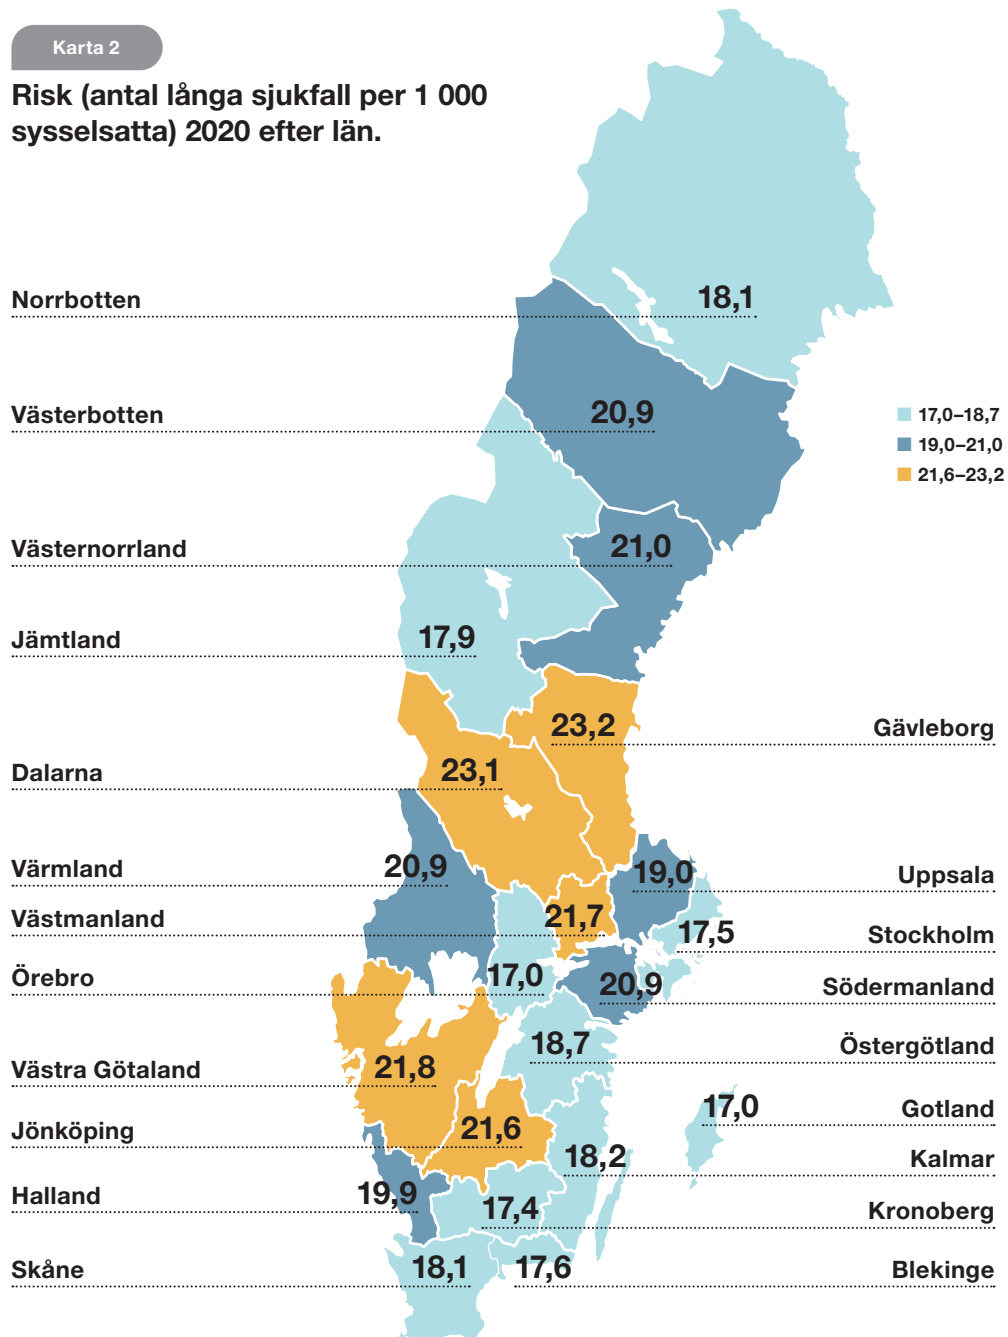 Karta 2
Risk (antal långa sjukfall per 1 000
sysselsatta) 2020 efter län.
Norrbotten 18,1
Västerbotten 20,9
17,0–18,7
19,0–21,0
21,6–23,2
Västernorrland 21,0
Jämtland 17,9
23,2 Gävleborg
Dalarna 23,1
Värmland 20,9
19,0 Uppsala
Västmanland 21,7
17,5 Stockholm
Örebro 17,0
20,9 Södermanland
18,7 Östergötland
Västra Götaland 21,8
17,0 Gotland
Jönköping 21,6
18,2 Kalmar
Halland 19,9
17,4 Kronoberg
Skåne 18,1
17,6 Blekinge